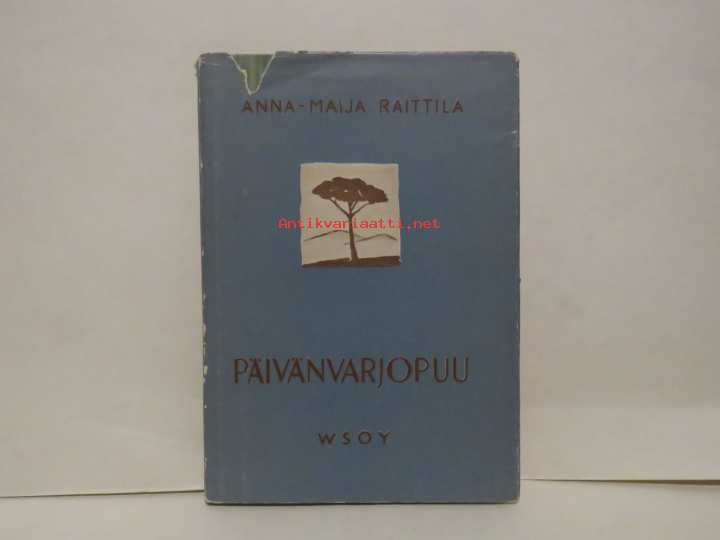 ANNA-MAIJA RAITTILA
Antikvariaatti.net
PÄIVÄNVARJOPUU
WSOY